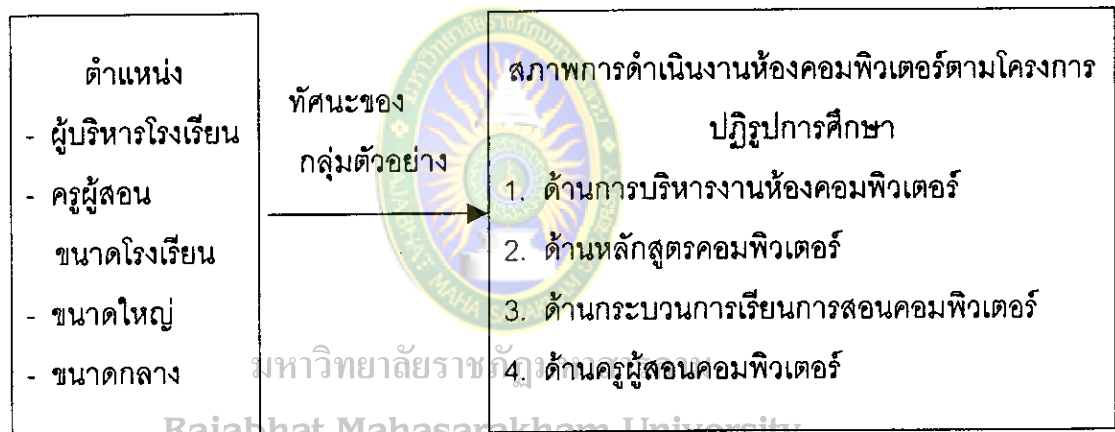 ตำแหน่ง
- ผู้บริหารโรงเรียน
- ครูผู้สอน
ขนาดโรงเรียน
- ขนาดใหญ่
- ขนาดกลาง
ทัศนะของ
กลุ่มตัวอย่าง
สภาพการดำเนินงานห้องคอมพิวเตอร์ตามโครงการ
ปฏิรูปการศึกษา
1. ด้านการบริหารงานห้องคอมพิวเตอร์
2. ด้านหลักสูตรคอมพิวเตอร์
3. ด้านกระบวนการเรียนการสอนคอมพิวเตอร์
4. ด้านครูผู้สอนคอมพิวเตอร์
มหาวิทยาลัยราชภัฏมหาสารคาม
Rajabhat Mahasarakham University